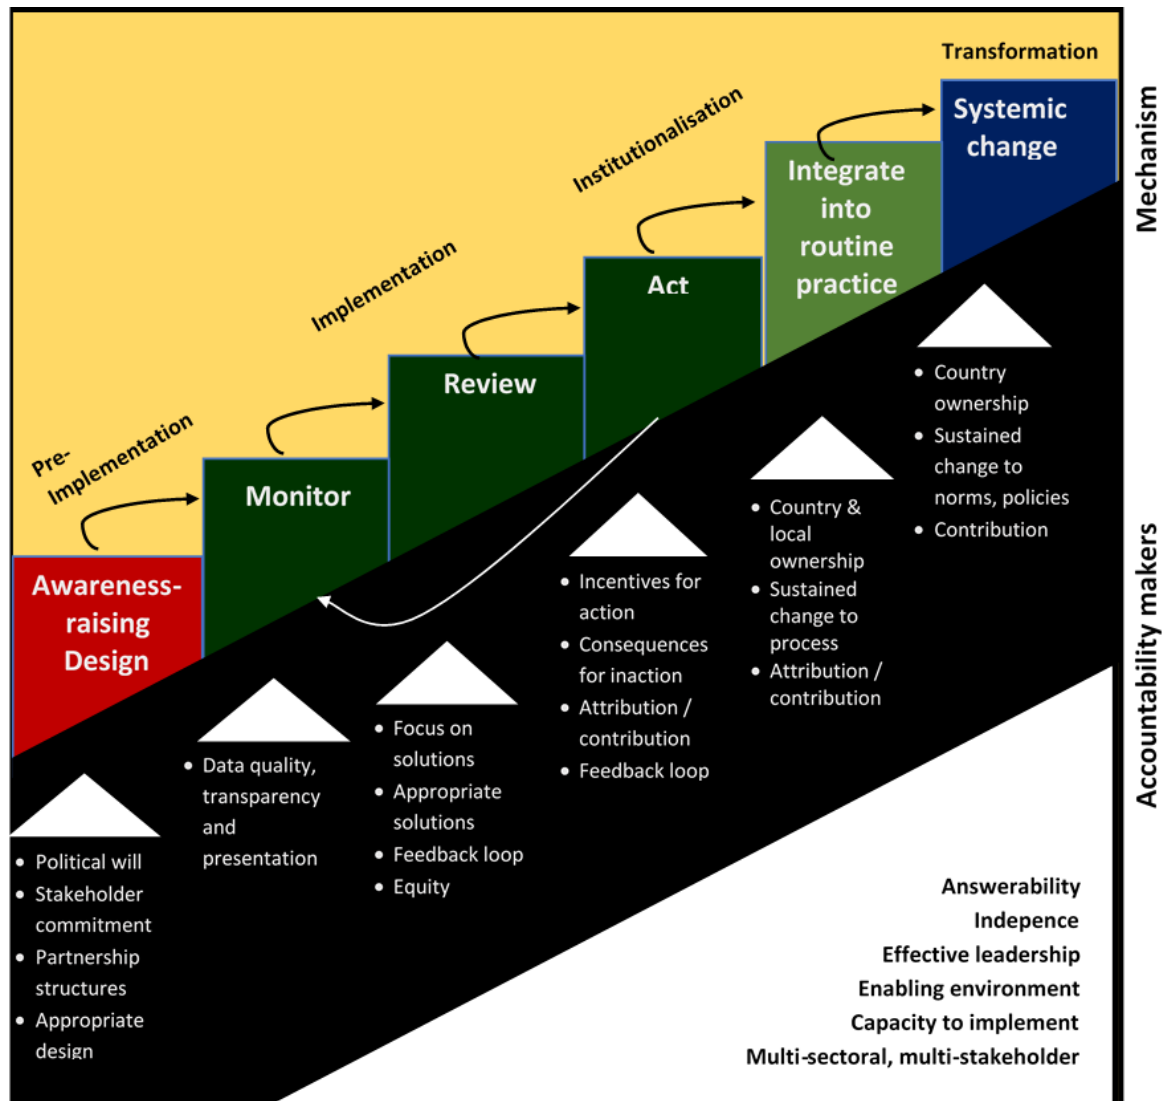 Transformation
Systemic
change
Mechanism
Institutionalisation
Integrate
into
routine
practice
Implementation
Act
Review
Pre-
Implementation
Monitor
Awareness-
raising
Design
Accountability makers
• Political will
• Stakeholder
commitment
• Partnership
structures
• Appropriate
design
• Data quality,
transparency
and
presentation
• Focus on
solutions
• Appropriate
solutions
• Feedback loop
• Equity
• Incentives for
action
• Consequences
for inaction
• Attribution /
contribution
• Feedback loop
• Country &
local
ownership
• Sustained
change to
process
• Attribution /
contribution
• Country
ownership
• Sustained
change to
norms, policies
• Contribution
Answerability
Indepence
Effective leadership
Enabling environment
Capacity to implement
Multi-sectoral, multi-stakeholder